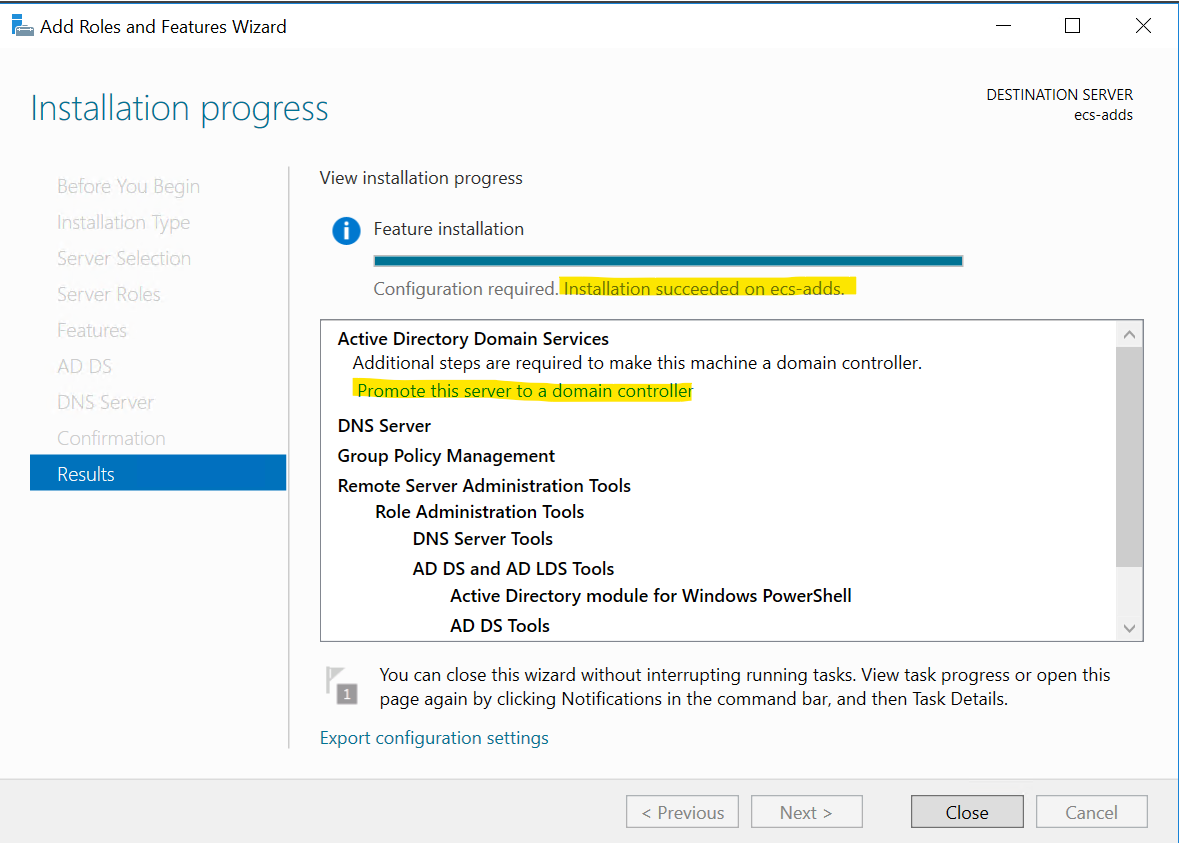 Add Roles and Features Wizard
Installation progress
DESTINATION SERVER
ecs-adds
Before You Begin
Installation Type
Server Selection
Server Roles
Features
AD DS
DNS Server
Confirmation
Results
View installation progress
Feature installation
Configuration required. Installation succeeded on ecs-adds.
Active Directory Domain Services
Additional steps are required to make this machine a domain controller.
Promote this server to a domain controller
DNS Server
Group Policy Management
Remote Server Administration Tools
Role Administration Tools
DNS Server Tools
AD DS and AD LDS Tools
Active Directory module for Windows PowerShell
AD DS Tools
1
You can close this wizard without interrupting running tasks. View task progress or open this
page again by clicking Notifications in the command bar, and then Task Details.
Export configuration settings
< Previous
Next >
Close
Cancel